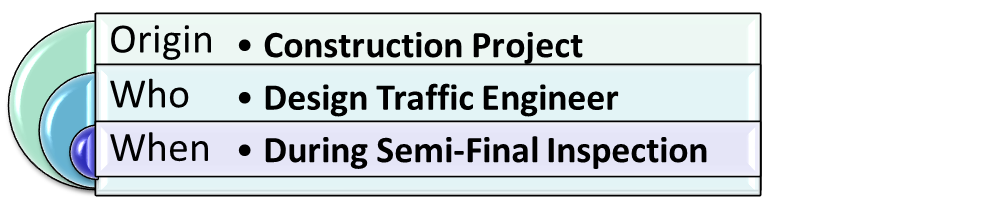 Origin • Construction Project
Who • Design Traffic Engineer
When • During Semi-Final Inspection